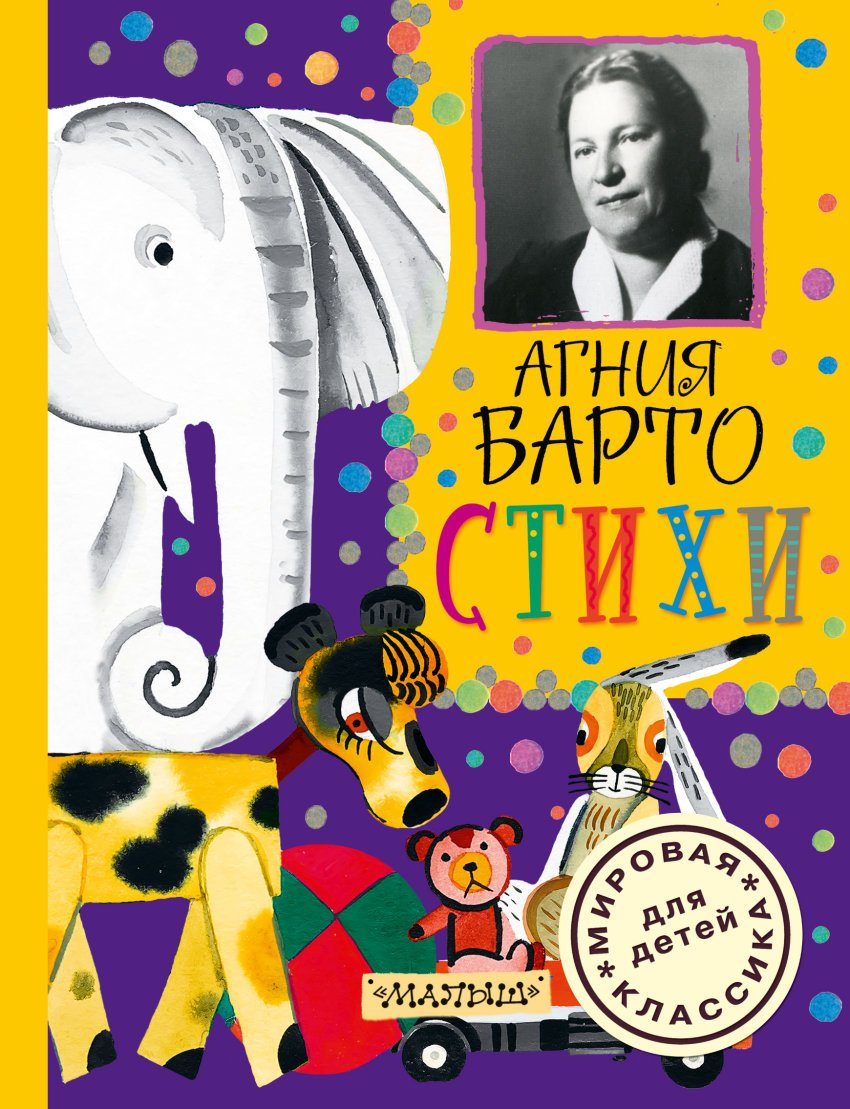 АГНИЯ
БАРТО
СТИХИ
*МИРОВАЯ*
для
детей
КЛАССИКА
«МАЛЫШ»